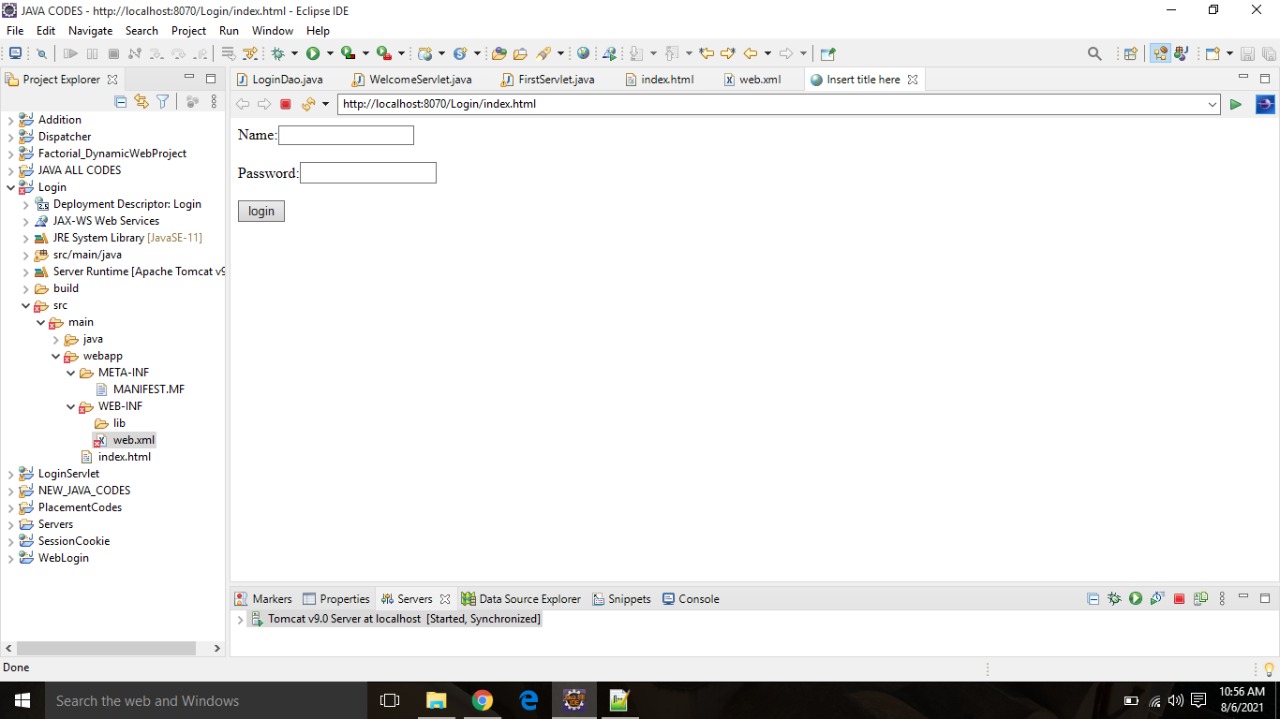 JAVA CODES - http://localhost:8070/Login/index.html - Eclipse IDE
File Edit Navigate Search Project Run Window Help
Project Explorer
LoginDao.java WelcomeServlet.java FirstServlet.java index.html web.xml Insert title here
http://localhost:8070/Login/index.html
Addition
Dispatcher
Factorial_DynamicWebProject
JAVA ALL CODES
Login
Deployment Descriptor: Login
JAX-WS Web Services
JRE System Library [JavaSE-11]
src/main/java
Server Runtime [Apache Tomcat v9
build
src
main
java
webapp
META-INF
MANIFEST.MF
WEB-INF
lib
web.xml
index.html
LoginServlet
NEW_JAVA_CODES
PlacementCodes
Servers
SessionCookie
WebLogin
Name:
Password:
login
Markers Properties Servers Data Source Explorer Snippets Console
Tomcat v9.0 Server at localhost [Started, Synchronized]
Done
Search the web and Windows
10:56 AM
8/6/2021